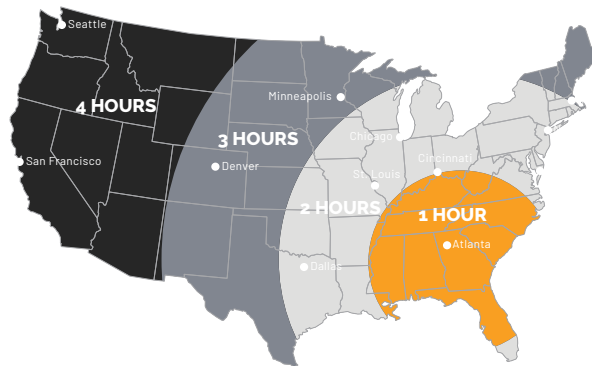 Seattle
4 HOURS
Minneapolis
3 HOURS
Chicago
San Francisco
Denver
Cincinnati
St. Louis
2 HOURS
1 HOUR
Atlanta
Dallas